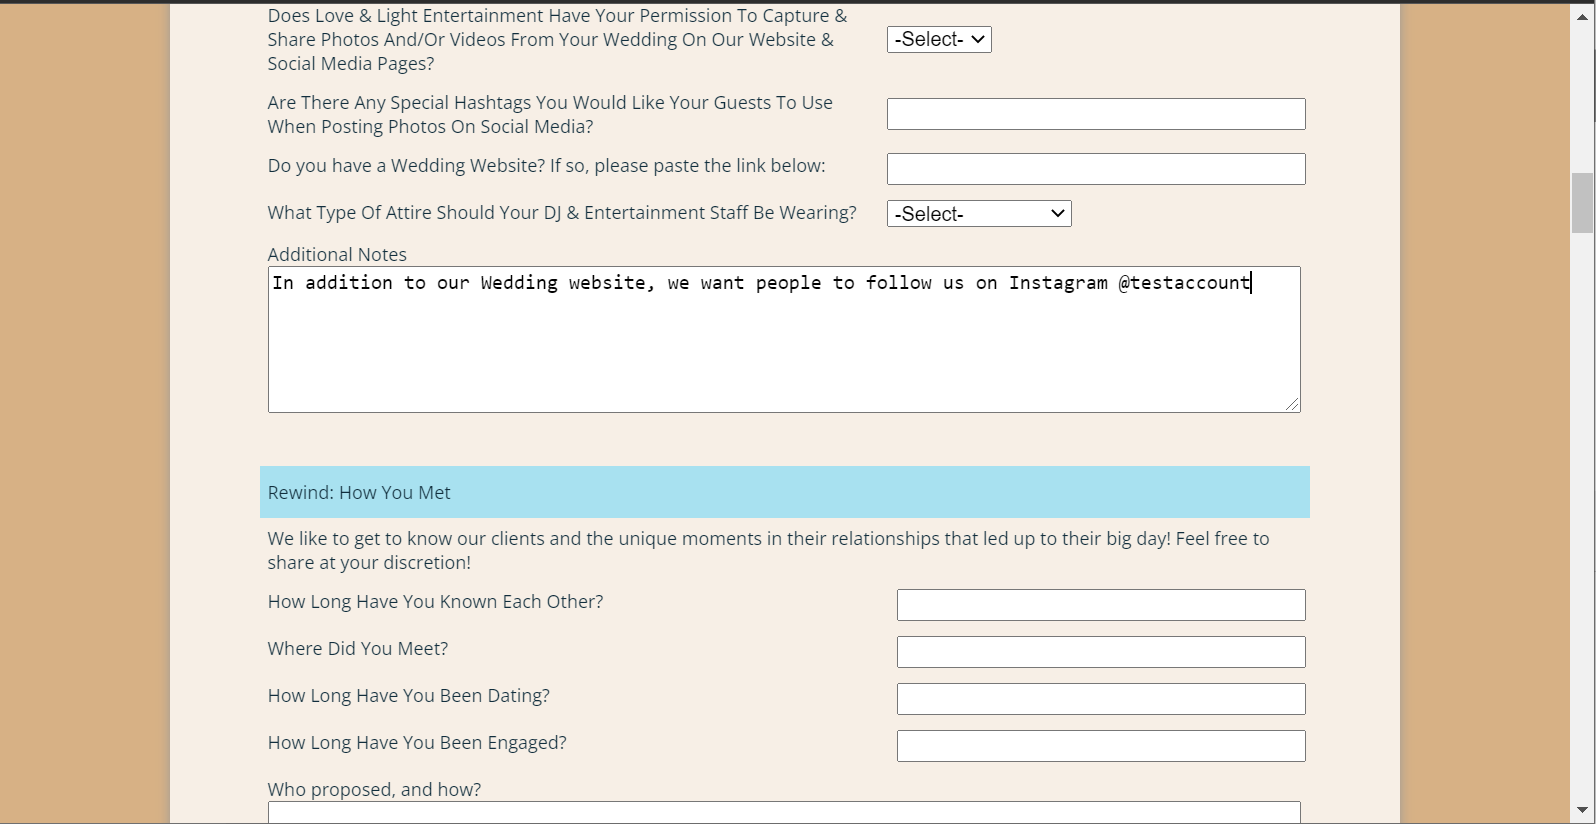 Does Love & Light Entertainment Have Your Permission To Capture &
Share Photos And/Or Videos From Your Wedding On Our Website &
Social Media Pages?
-Select-
Are There Any Special Hashtags You Would Like Your Guests To Use
When Posting Photos On Social Media?
Do you have a Wedding Website? If so, please paste the link below:
What Type Of Attire Should Your DJ & Entertainment Staff Be Wearing?
-Select-
Additional Notes
In addition to our Wedding website, we want people to follow us on Instagram @testaccount
Rewind: How You Met
We like to get to know our clients and the unique moments in their relationships that led up to their big day! Feel free to
share at your discretion!
How Long Have You Known Each Other?
Where Did You Meet?
How Long Have You Been Dating?
How Long Have You Been Engaged?
Who proposed, and how?